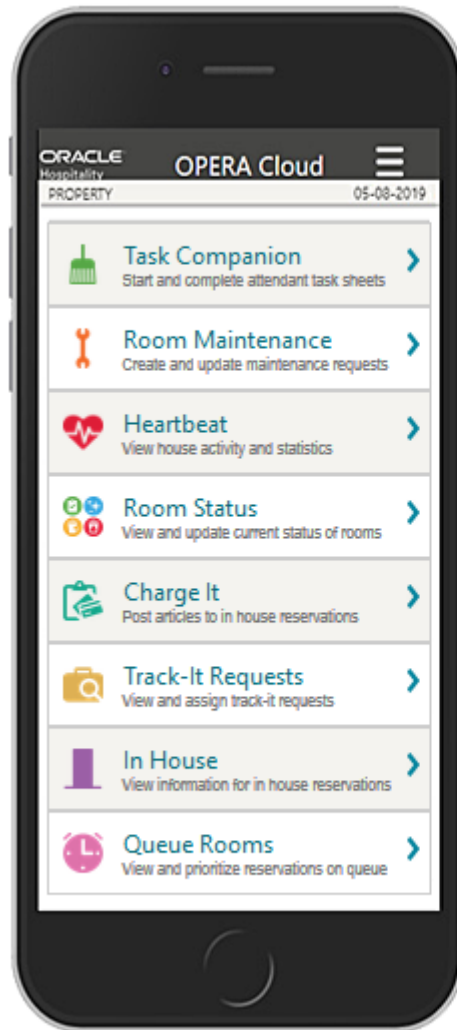 ORACLE
Hospitality
OPERA Cloud
PROPERTY
05-08-2019
Task Companion
Start and complete attendant task sheets
Room Maintenance
Create and update maintenance requests
Heartbeat
View house activity and statistics
Room Status
View and update current status of rooms
Charge It
Post articles to in house reservations
Track-It Requests
View and assign track-it requests
In House
View information for in house reservations
Queue Rooms
View and prioritize reservations on queue